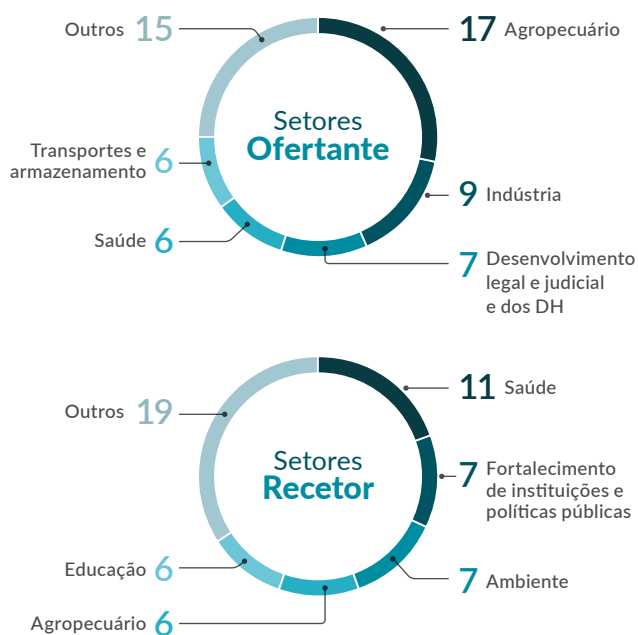 Setores
Ofertante
17 Agropecuário
9 Indústria
7 Desenvolvimento
legal e judicial
e dos DH
6 Saúde
6 Transportes e
armazenamento
Outros 15
Setores
Recetor
11 Saúde
7 Fortalecimento
de instituições e
políticas públicas
7 Ambiente
Agropecuário 6
Educação 6
Outros 19